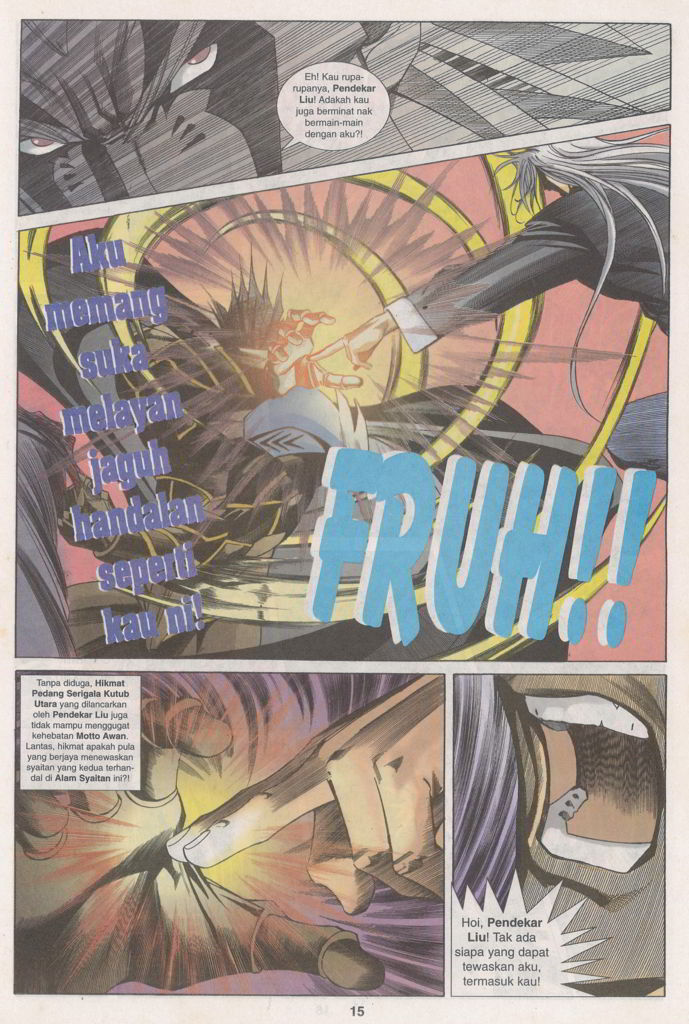 Eh! Kau rupa-
rupanya, Pendekar
Liu! Adakah kau
juga berminat nak
bermain-main
dengan aku?!
Aku
memang
suka
melayan
jaguh
handalan
seperti
kau ni!
FRUH!!
Tanpa diduga, Hikmat
Pedang Serigala Kutub
Utara yang dilancarkan
oleh Pendekar Liu juga
tidak mampu menggugat
kehebatan Motto Awan.
Lantas, hikmat apakah pula
yang berjaya menewaskan
syaitan yang kedua terhan-
dal di Alam Syaitan ini?!
Hoi, Pendekar
Liu! Tak ada
siapa yang dapat
tewaskan aku,
termasuk kau!
15